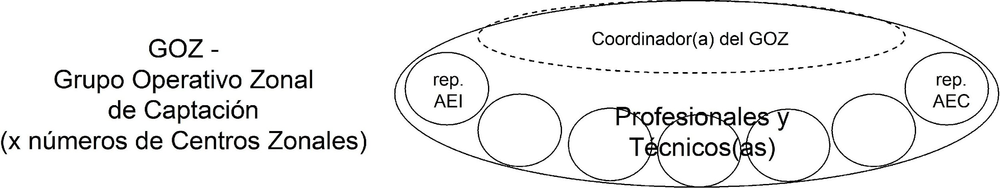 GOZ -
Grupo Operativo Zonal
de Captación
(x números de Centros Zonales)
Coordinador(a) del GOZ
rep.
AEI
rep.
AEC
Profesionales y
Técnicos(as)